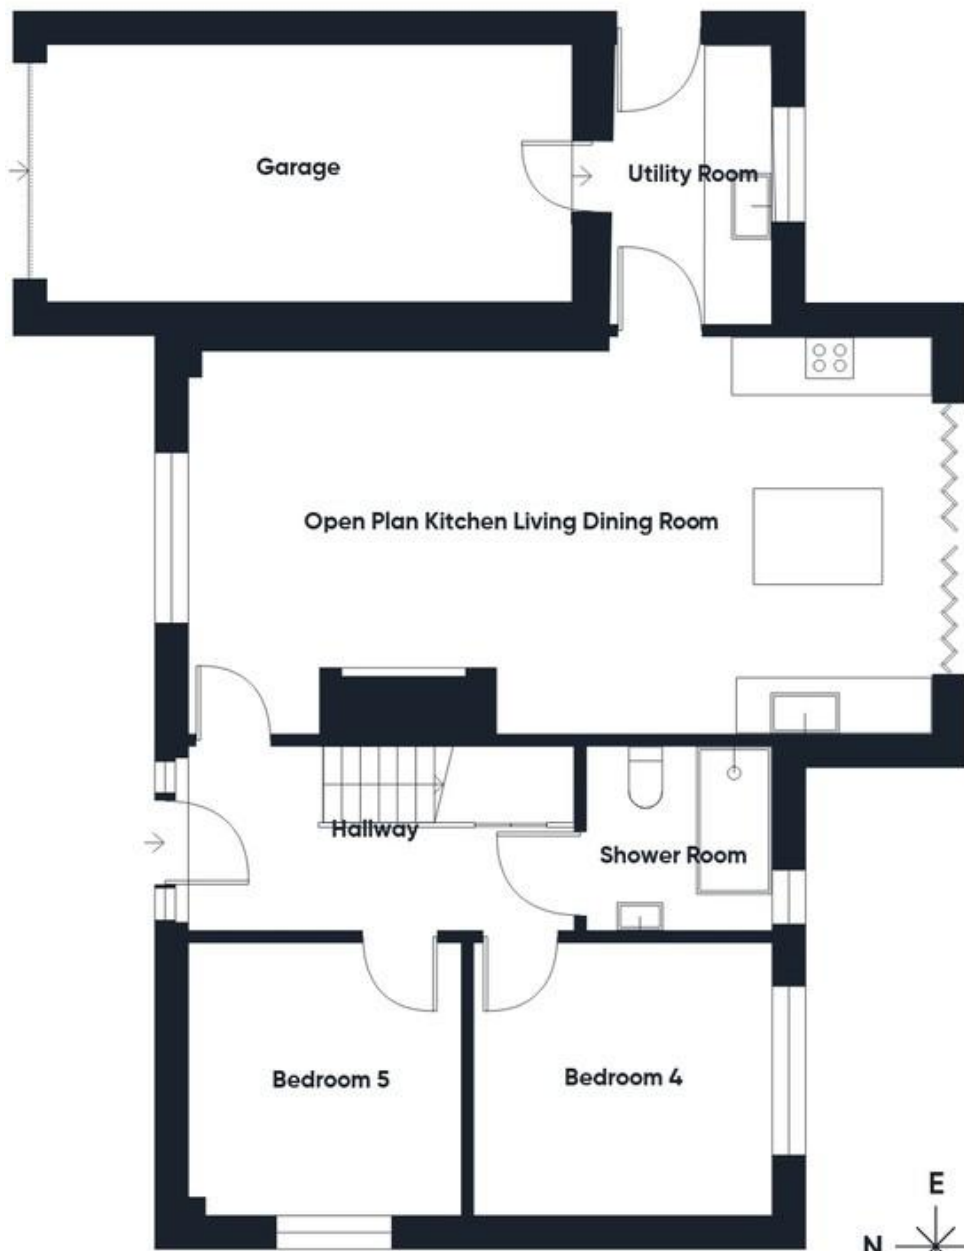 Garage
Utility Room
Open Plan Kitchen Living Dining Room
Hallway
Shower Room
Bedroom 5
Bedroom 4
E
N